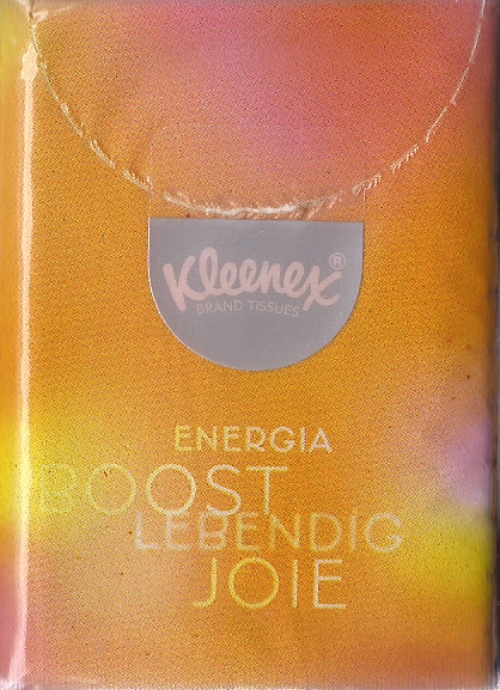 Kleenex®
BRAND TISSUES
ENERGIA
BOOST
LEBENDIG
JOIE